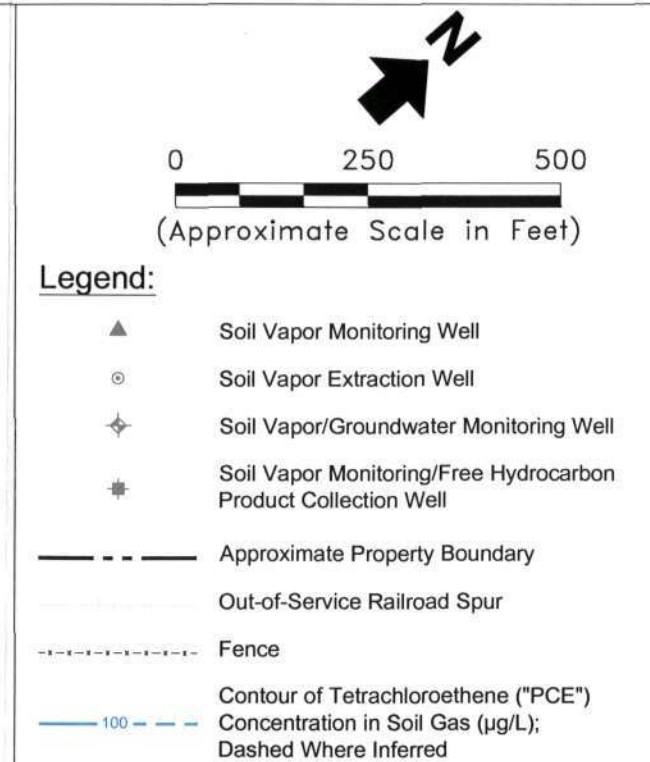 N
0 250 500
(Approximate Scale in Feet)
Legend:
Soil Vapor Monitoring Well
Soil Vapor Extraction Well
Soil Vapor/Groundwater Monitoring Well
Soil Vapor Monitoring/Free Hydrocarbon
Product Collection Well
Approximate Property Boundary
Out-of-Service Railroad Spur
Fence
Contour of Tetrachloroethene ("PCE")
100 Concentration in Soil Gas (µg/L);
Dashed Where Inferred